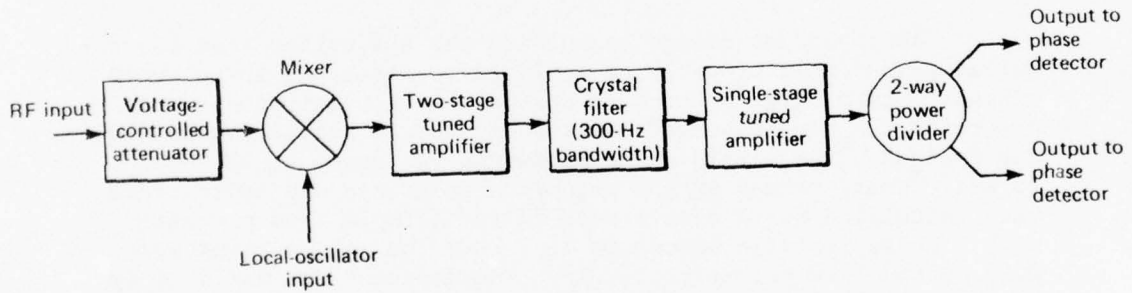 RF input
Voltage-
controlled
attenuator
Mixer
Local-oscillator
input
Two-stage
tuned
amplifier
Crystal
filter
(300-Hz
bandwidth)
Single-stage
tuned
amplifier
2-way
power
divider
Output to
phase
detector
Output to
phase
detector